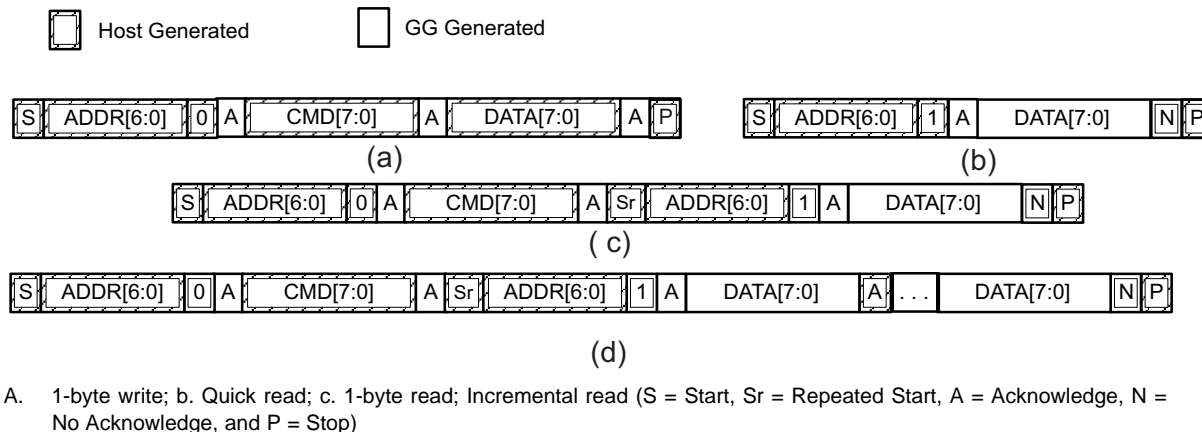 Host Generated GG Generated
S ADDR[6:0] 0 A CMD[7:0] A DATA[7:0] A P S ADDR[6:0] 1 A DATA[7:0] N P
(a) (b)
S ADDR[6:0] 0 A CMD[7:0] A Sr ADDR[6:0] 1 A DATA[7:0] N P
( c)
S ADDR[6:0] 0 A CMD[7:0] A Sr ADDR[6:0] 1 A DATA[7:0] A . . . DATA[7:0] N P
(d)
A. 1-byte write; b. Quick read; c. 1-byte read; Incremental read (S = Start, Sr = Repeated Start, A = Acknowledge, N =
No Acknowledge, and P = Stop)